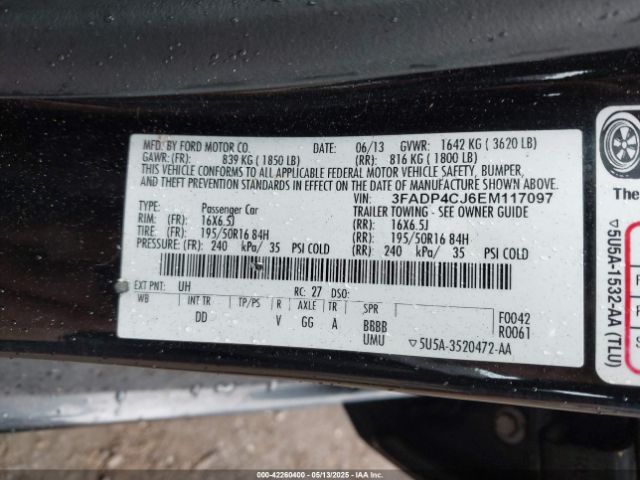 MFD. BY FORD MOTOR CO. DATE: 06/13 GVWR: 1642 KG ( 3620 LB)
GAWR: (FR) 839 KG ( 1850 LB) (RR): 816 KG ( 1800 LB)
THIS VEHICLE CONFORMS TO ALL APPLICABLE FEDERAL MOTOR VEHICLE SAFETY, BUMPER,
AND THEFT PREVENTION STANDARDS IN EFFECT ON THE DATE OF MANUFACTURE SHOWN ABOVE.
VIN: 3FADP4CJ6EM117097
TYPE: Passenger Car TRAILER TOWING - SEE OWNER GUIDE
RIM: (FR) 16X6.5J (RR): 16X6.5J
TIRE: (FR) 195/50R16 84H (RR): 195/50R16 84H
PRESSURE: (FR) 240 kPa/ 35 PSI COLD (RR) 240 kPa/ 35 PSI COLD
EXT PNT: UH RC: 27 DSO:
WB INT TR TP/PS R AXLE TR SPR
DD V GG A BBBB
UMU
F0042
R0061
▽5U5A-3520472-AA
The
▽5U5A-1532-AA (TLU)
000-42260400 - 05/13/2025 - IAAI.COM